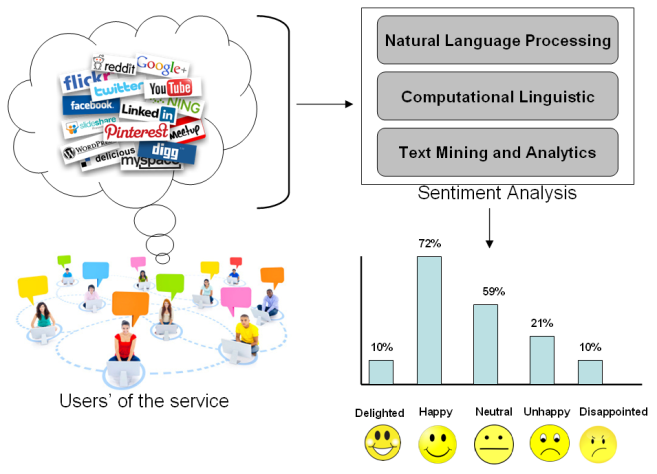 reddit
Google+
flickr
twitter
YouTube
facebook.
NING
Linked in
slideshare
Pinterest
Meetup
WORDPRE
delicious
digg
myspace
Natural Language Processing
Computational Linguistic
Text Mining and Analytics
Sentiment Analysis
Users’ of the service
72%
59%
21%
10%
10%
Delighted
Happy
Neutral
Unhappy
Disappointed